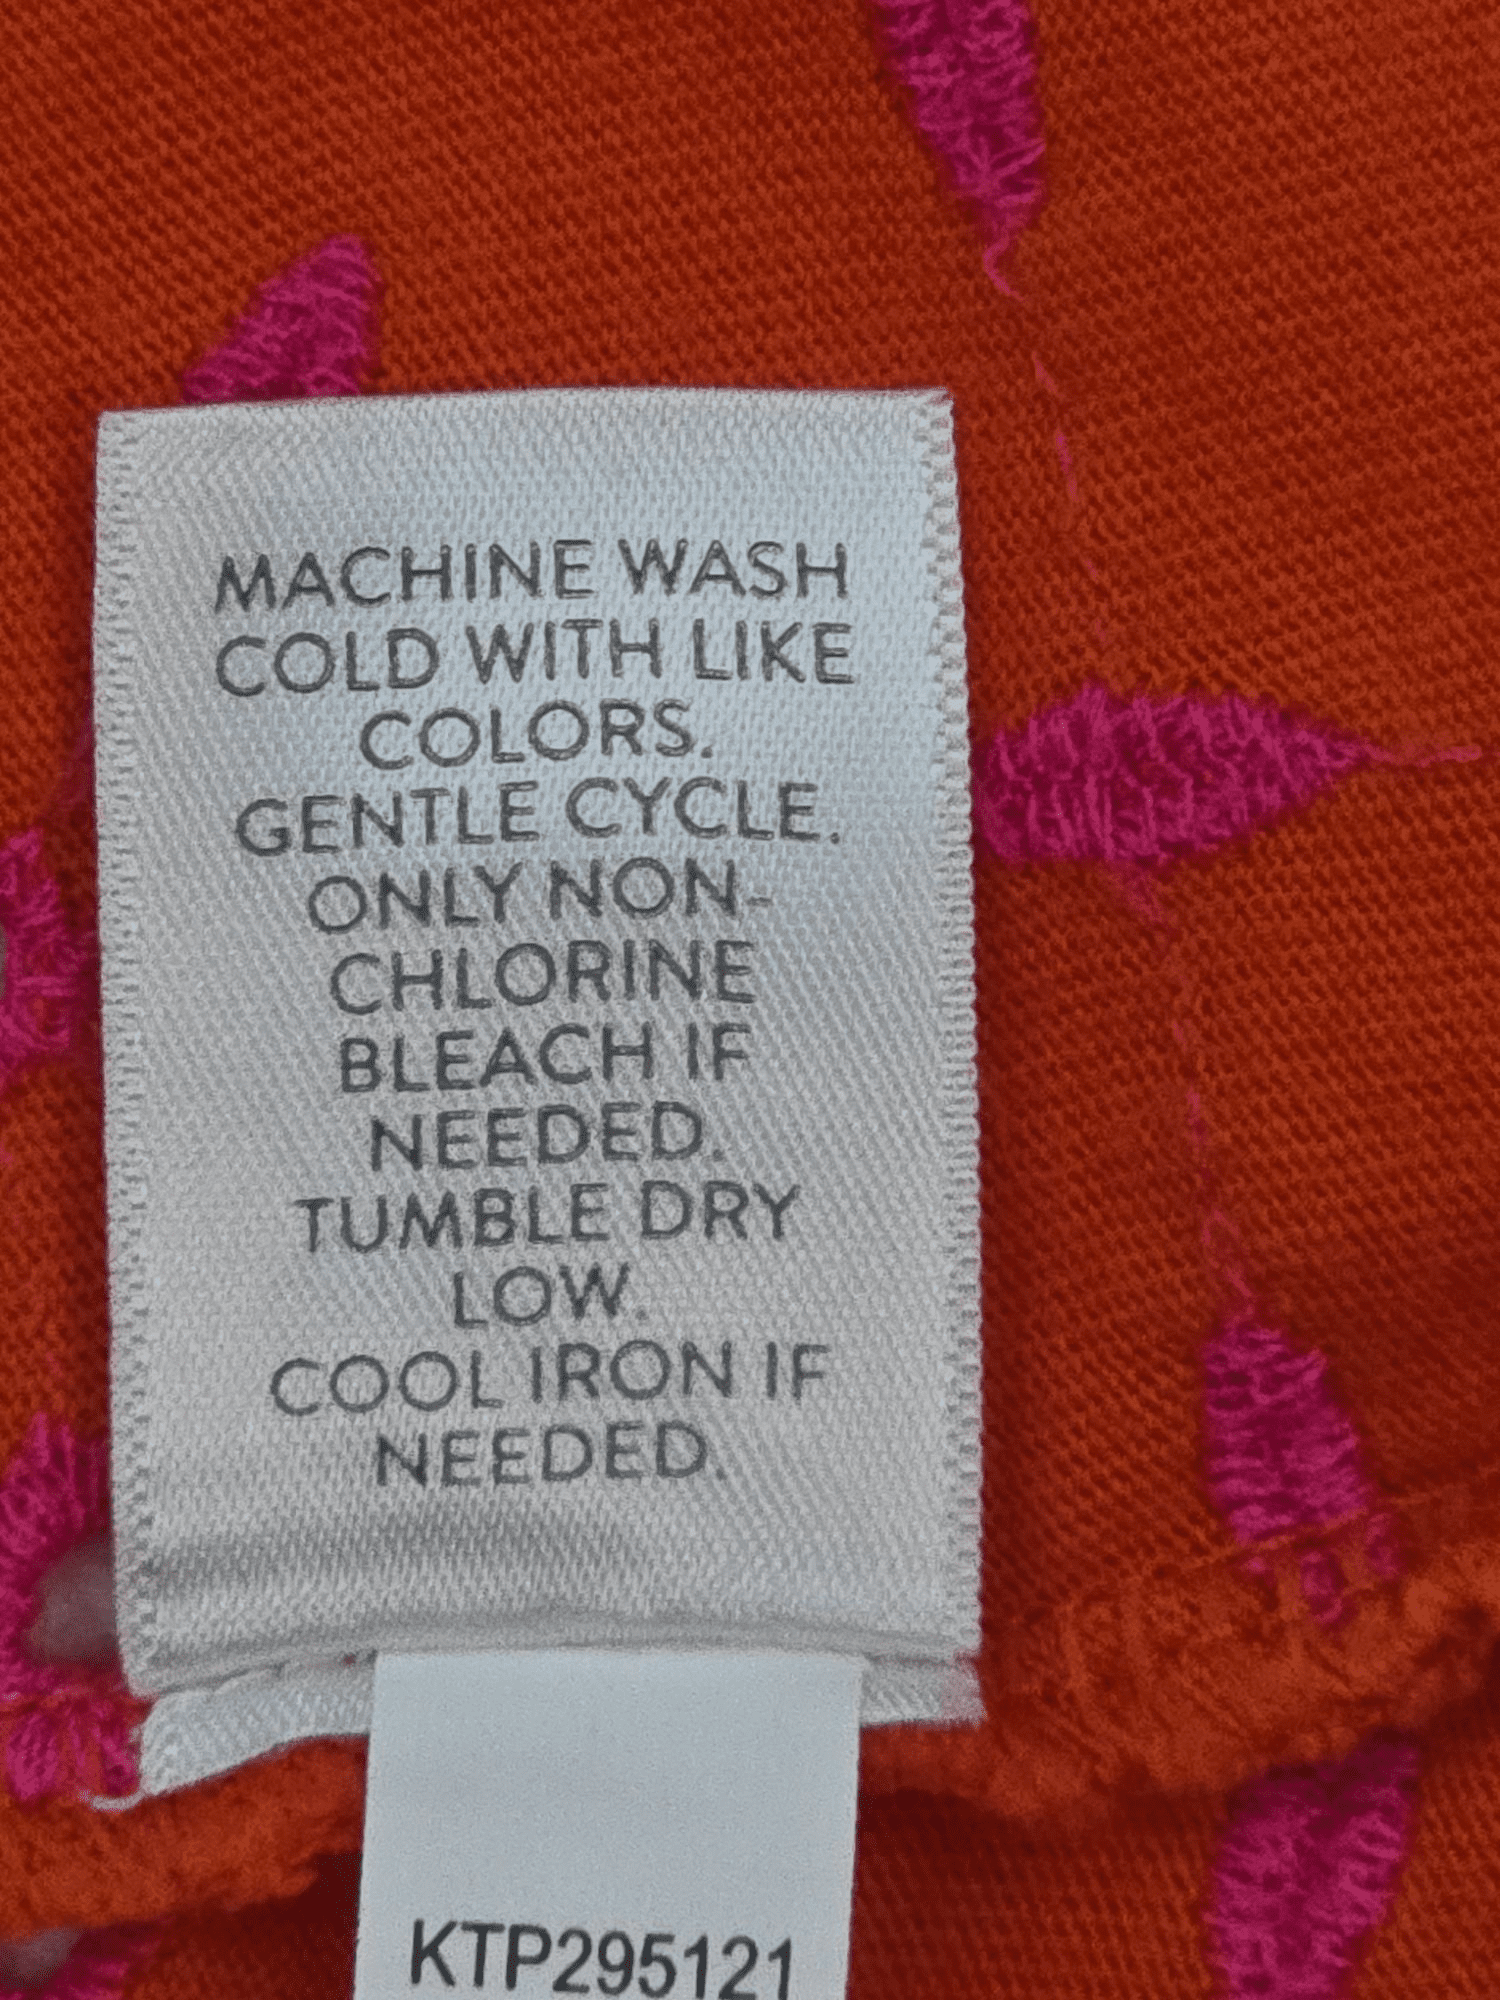 MACHINE WASH
COLD WITH LIKE
COLORS.
GENTLE CYCLE.
ONLY NON-
CHLORINE
BLEACH IF
NEEDED.
TUMBLE DRY
LOW.
COOL IRON IF
NEEDED.
KTP295121